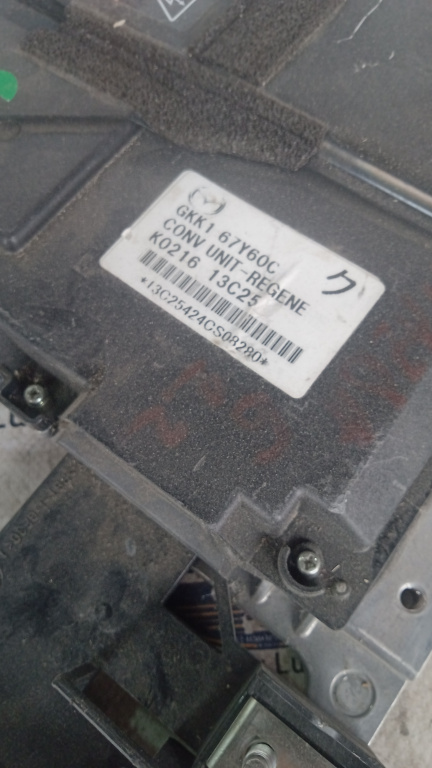 GKK1 67Y60C
CONV UNIT-REGENE
K0216 13C25
*13C25424CS08280*
ク